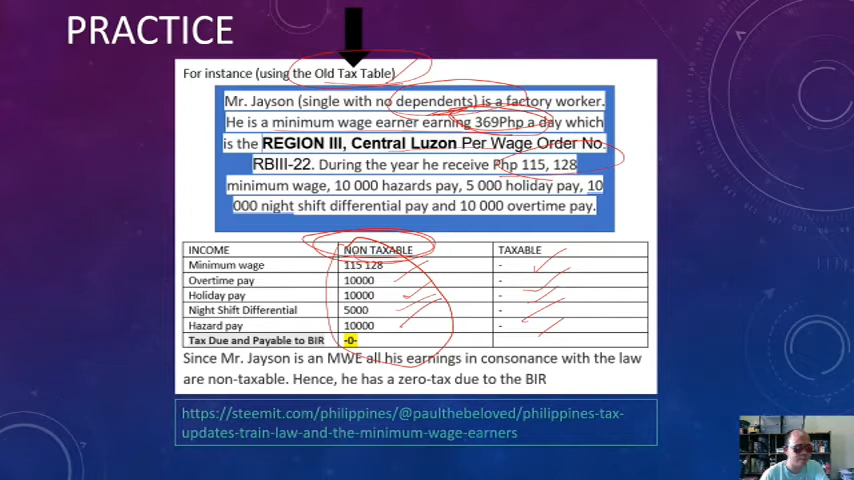 PRACTICE
For instance (using the Old Tax Table)
Mr. Jayson (single with no dependents) is a factory worker.
He is a minimum wage earner earning 369Php a day which
is the REGION III, Central Luzon Per Wage Order No.
RBIII-22. During the year he receive Php 115, 128
minimum wage, 10 000 hazards pay, 5 000 holiday pay, 10
000 night shift differential pay and 10 000 overtime pay.
INCOME NON TAXABLE TAXABLE
Minimum wage 115 128 -
Overtime pay 10000 -
Holiday pay 10000 -
Night Shift Differential 5000 -
Hazard pay 10000 -
Tax Due and Payable to BIR -0-
Since Mr. Jayson is an MWE all his earnings in consonance with the law
are non-taxable. Hence, he has a zero-tax due to the BIR
https://steemit.com/philippines/@paulthebeloved/philippines-tax-
updates-train-law-and-the-minimum-wage-earners